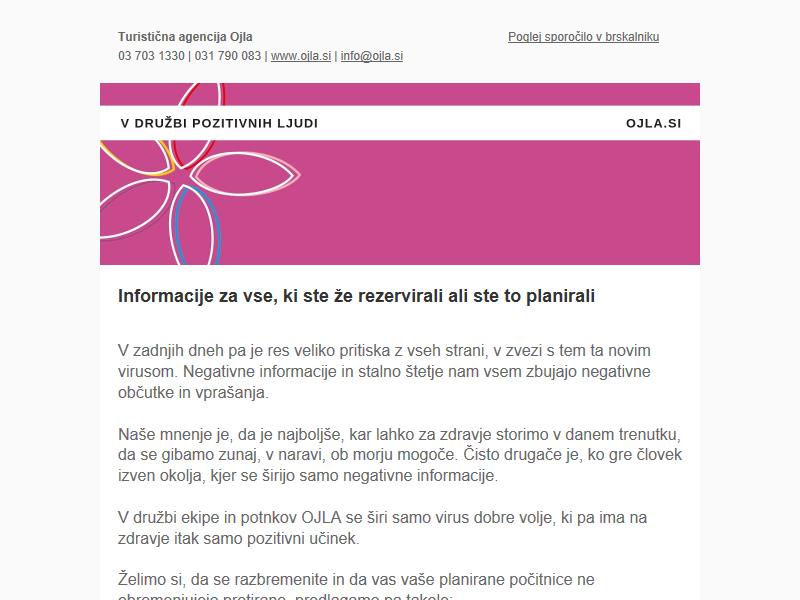 Turistična agencija Ojla
Poglej sporočilo v brskalniku
03 703 1330 | 031 790 083 | www.ojla.si | info@ojla.si
V DRUŽBI POZITIVNIH LJUDI
OJLA.SI
Informacije za vse, ki ste že rezervirali ali ste to planirali
V zadnjih dneh pa je res veliko pritiska z vseh strani, v zvezi s tem ta novim
virusom. Negativne informacije in stalno štetje nam vsem zbujajo negativne
občutke in vprašanja.
Naše mnenje je, da je najboljše, kar lahko za zdravje storimo v danem trenutku,
da se gibamo zunaj, v naravi, ob morju mogoče. Čisto drugače je, ko gre človek
izven okolja, kjer se širijo samo negativne informacije.
V družbi ekipe in potnkov OJLA se širi samo virus dobre volje, ki pa ima na
zdravje itak samo pozitivni učinek.
Želimo si, da se razbremenite in da vas vaše planirane počitnice ne
obremenjujejo pretirano, predlagamo pa takole: